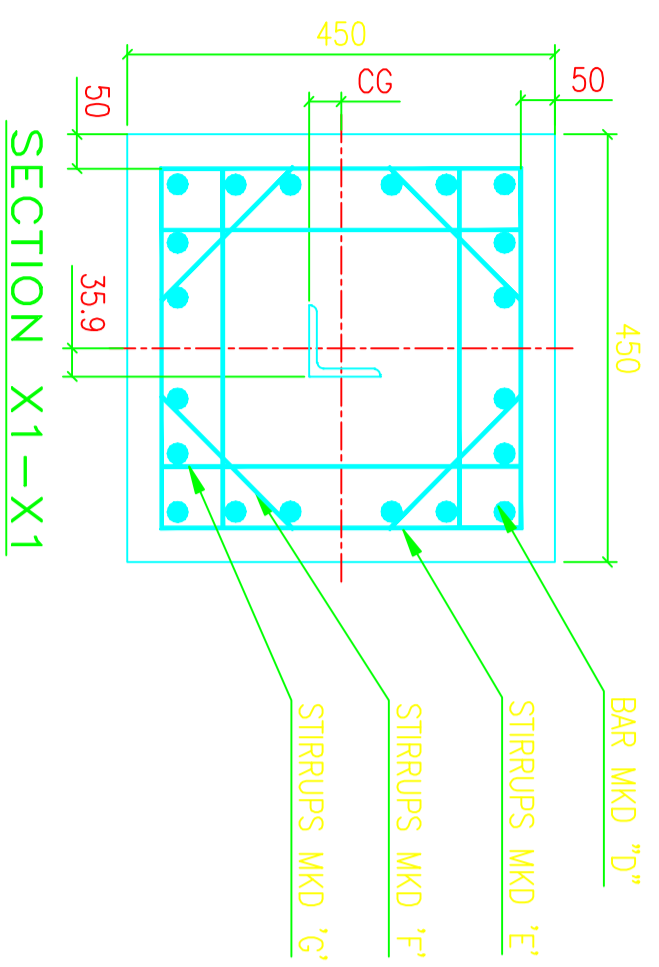 450
50
CG
50
450
35.9
BAR MKD "D"
STIRRUPS MKD 'E'
STIRRUPS MKD 'F'
STIRRUPS MKD 'G'
SECTION X1-X1